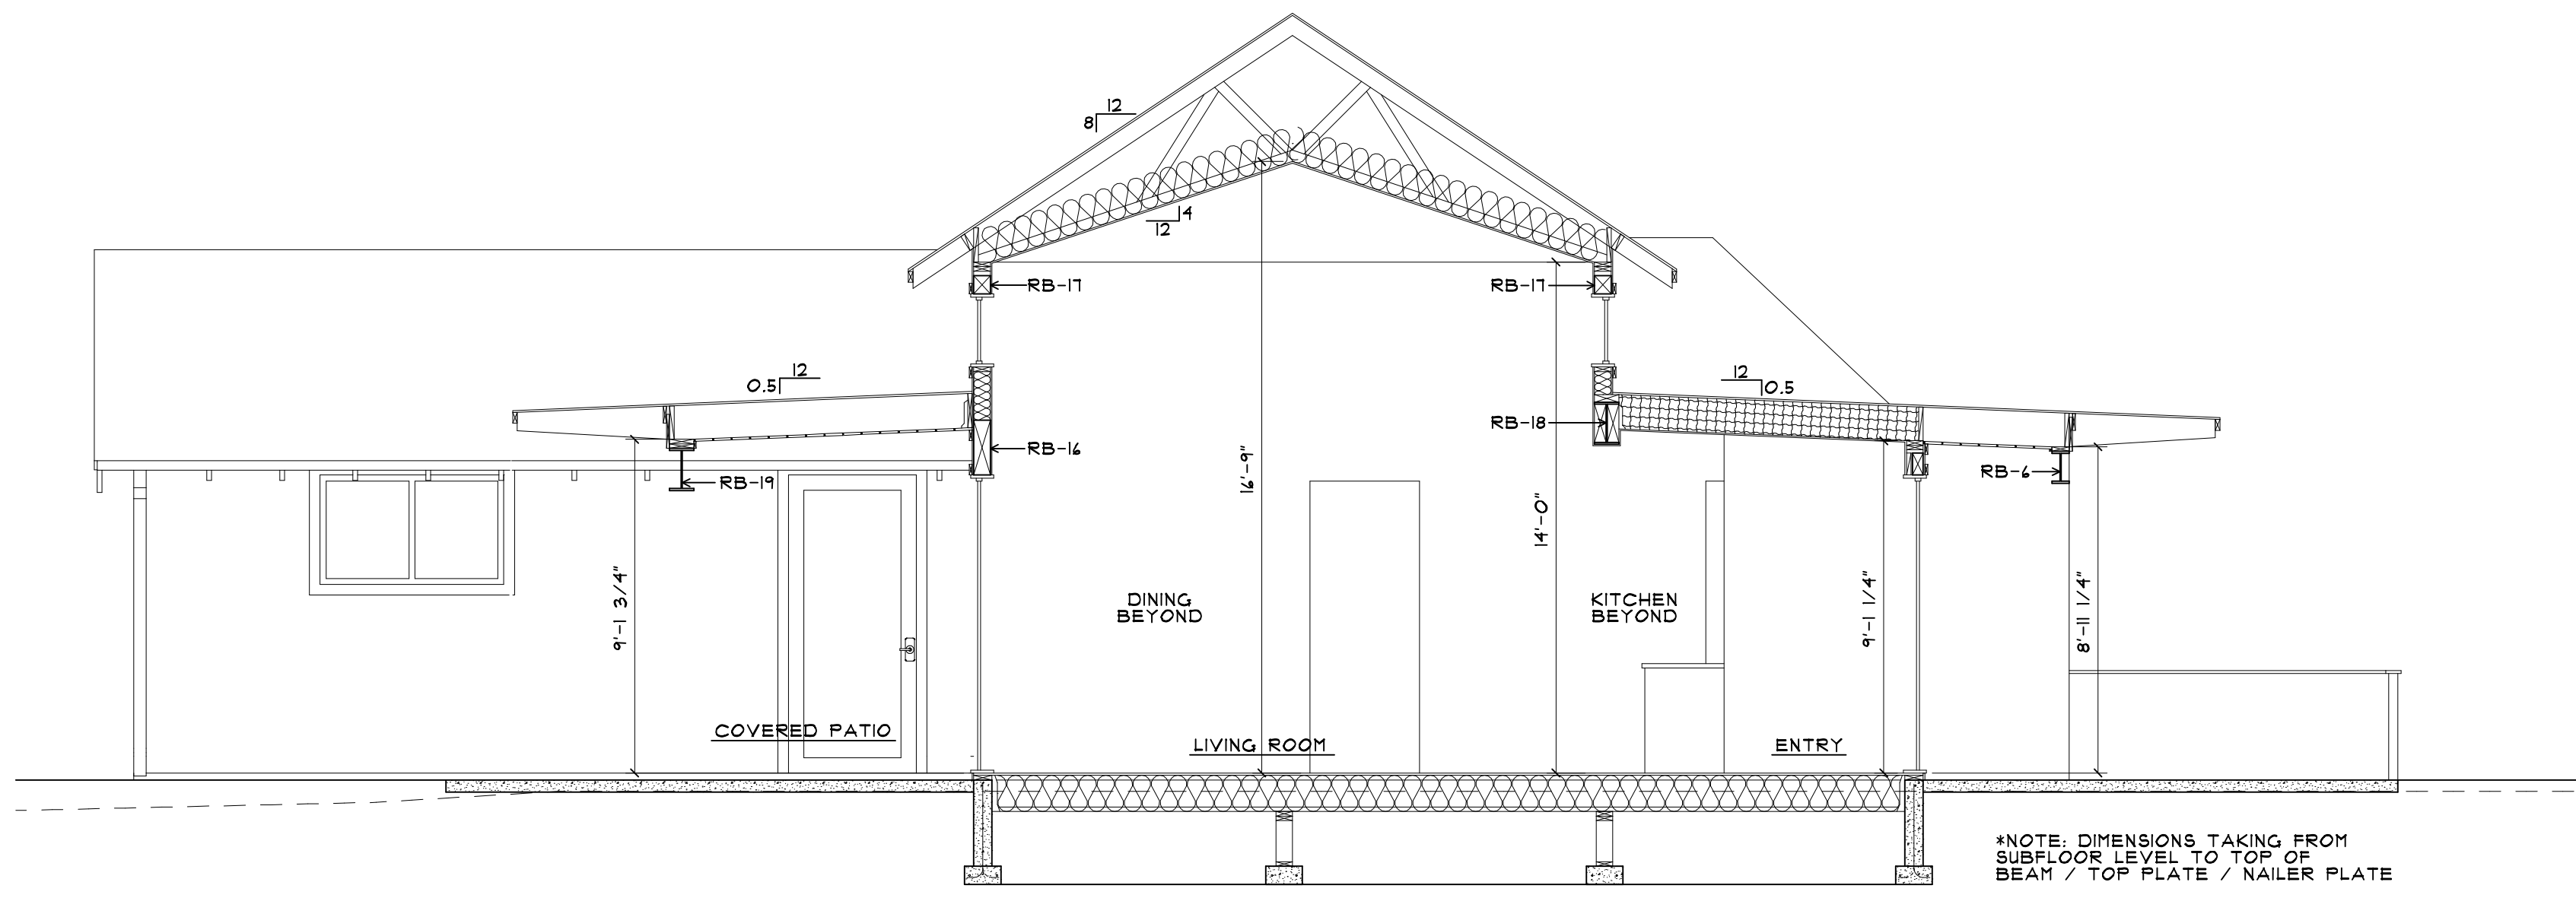 12
8
4
12
RB-17
RB-17
12
0.5
12
0.5
RB-16
RB-18
RB-19
RB-6
16'-9"
14'-0"
9'-1 3/4"
9'-1 1/4"
8'-11 1/4"
DINING
BEYOND
KITCHEN
BEYOND
COVERED PATIO
LIVING ROOM
ENTRY
*NOTE: DIMENSIONS TAKING FROM
SUBFLOOR LEVEL TO TOP OF
BEAM / TOP PLATE / NAILER PLATE